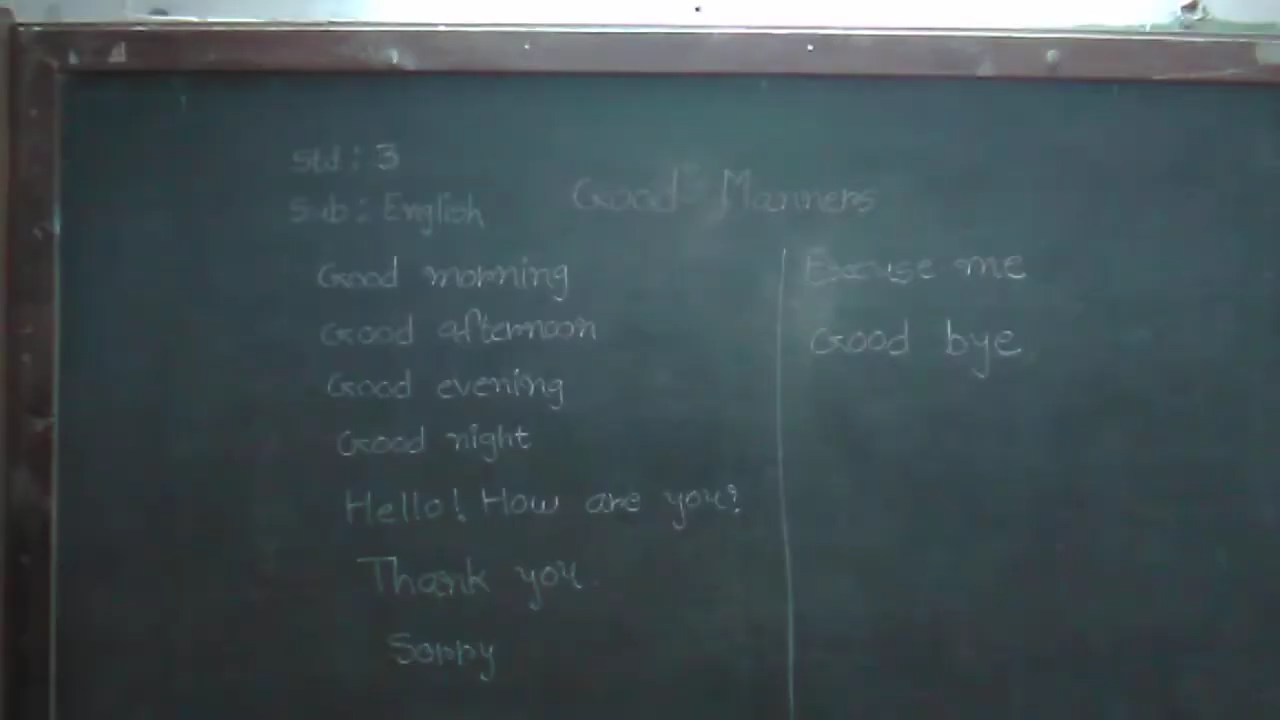 Std: 3
Sub: English
Good Manners
Good morning
Good afternoon
Good evening
Good night
Hello! How are you?
Thank you.
Sorry
Excuse me
Good bye